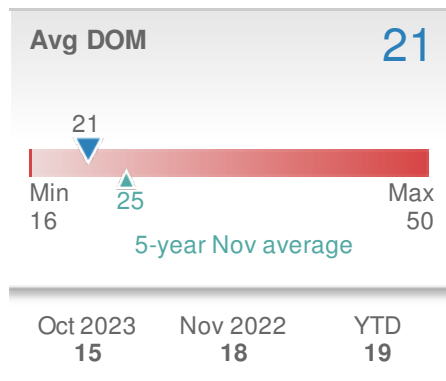 Avg DOM 21
21
Min Max
25
16 50
5-year Nov average
Oct 2023 Nov 2022 YTD
15 18 19